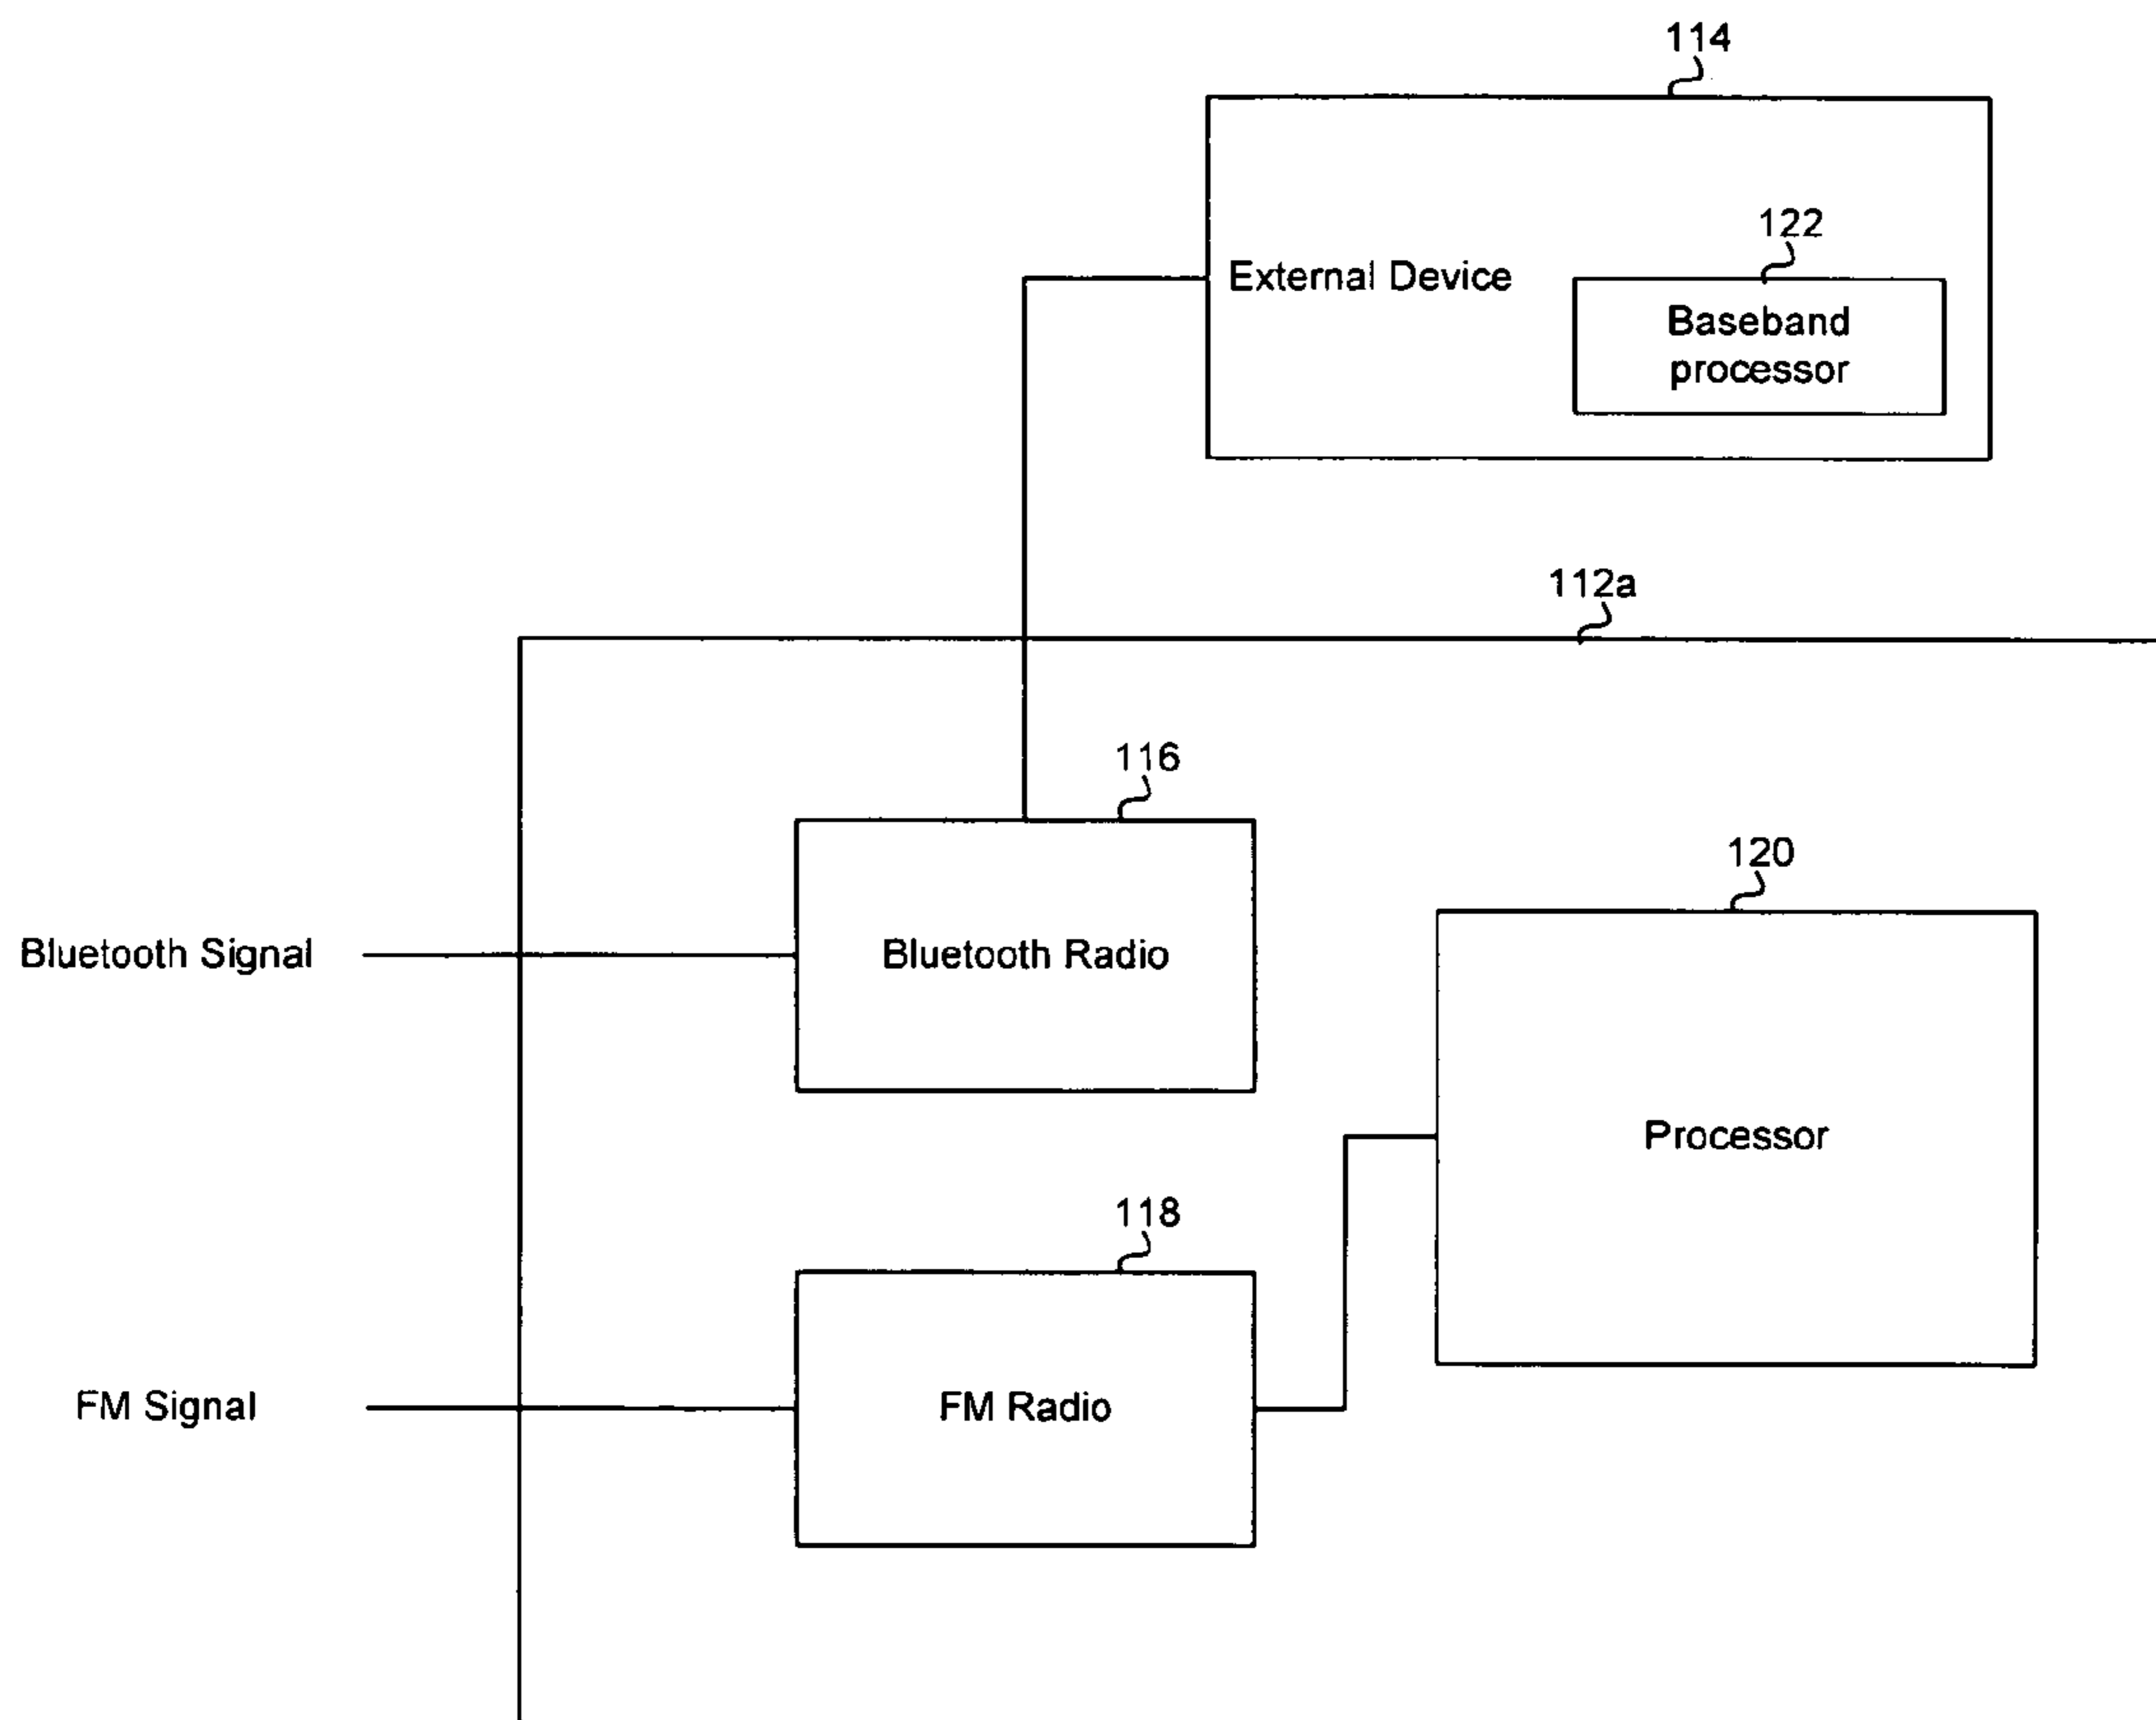 114
122
External Device
Baseband
processor
112a
116
120
Bluetooth Signal
Bluetooth Radio
Processor
118
FM Signal
FM Radio